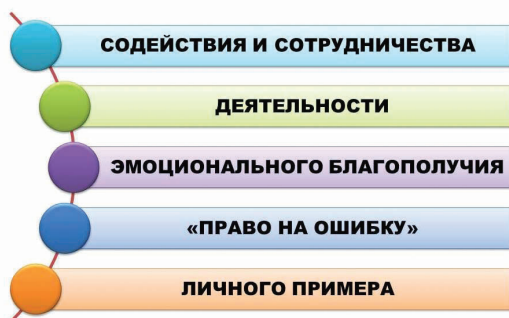 СОДЕЙСТВИЯ И СОТРУДНИЧЕСТВА
ДЕЯТЕЛЬНОСТИ
ЭМОЦИОНАЛЬНОГО БЛАГОПОЛУЧИЯ
«ПРАВО НА ОШИБКУ»
ЛИЧНОГО ПРИМЕРА